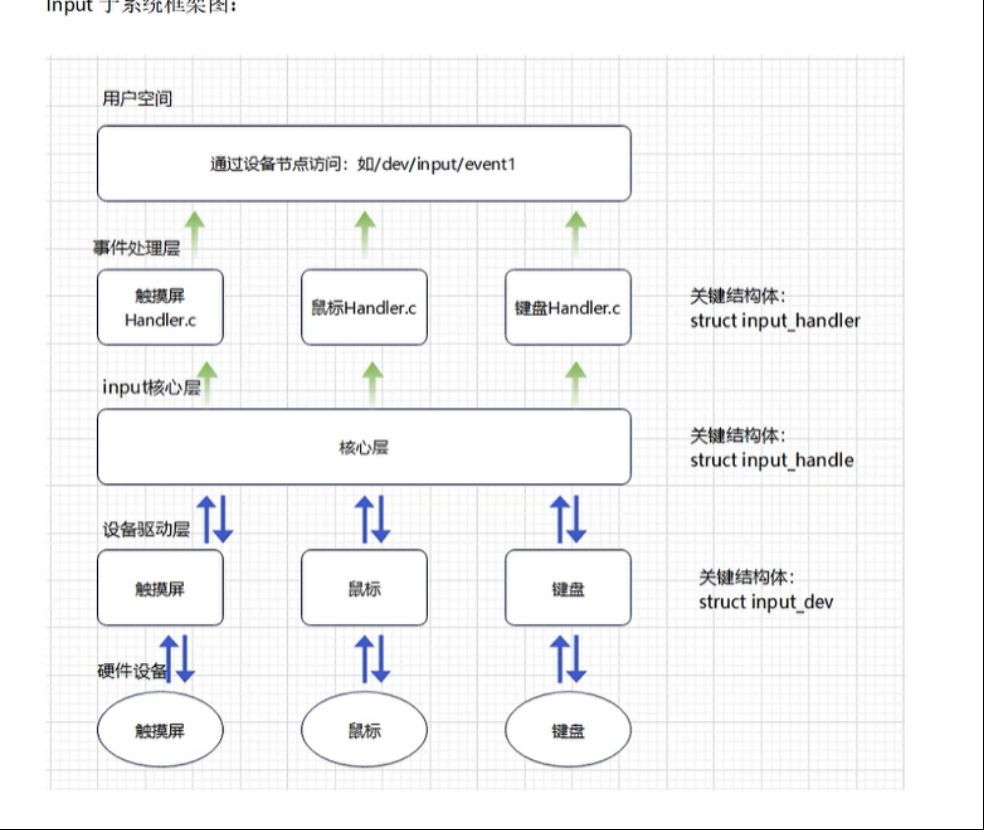 Input 子系统框架图：
用户空间
通过设备节点访问：如/dev/input/event1
事件处理层
触摸屏
Handler.c
鼠标Handler.c
键盘Handler.c
关键结构体：
struct input_handler
input核心层
核心层
关键结构体：
struct input_handle
设备驱动层
触摸屏
鼠标
键盘
关键结构体：
struct input_dev
硬件设备
触摸屏
鼠标
键盘